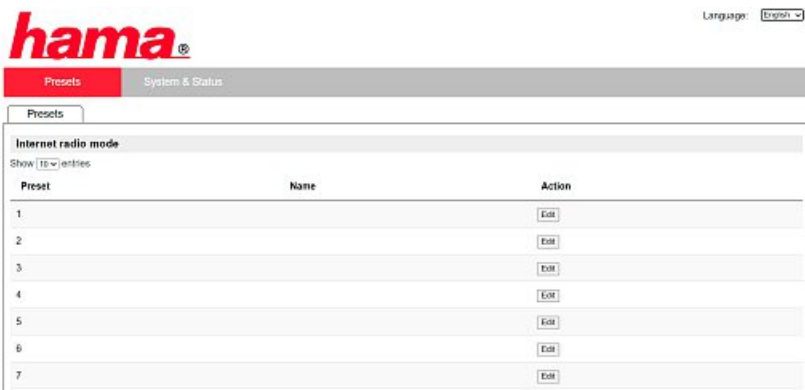 Language: English
hama®
Presets System & Status
Presets
Internet radio mode
Show 10 entries
Preset Name Action
1 Edit
2 Edit
3 Edit
4 Edit
5 Edit
6 Edit
7 Edit